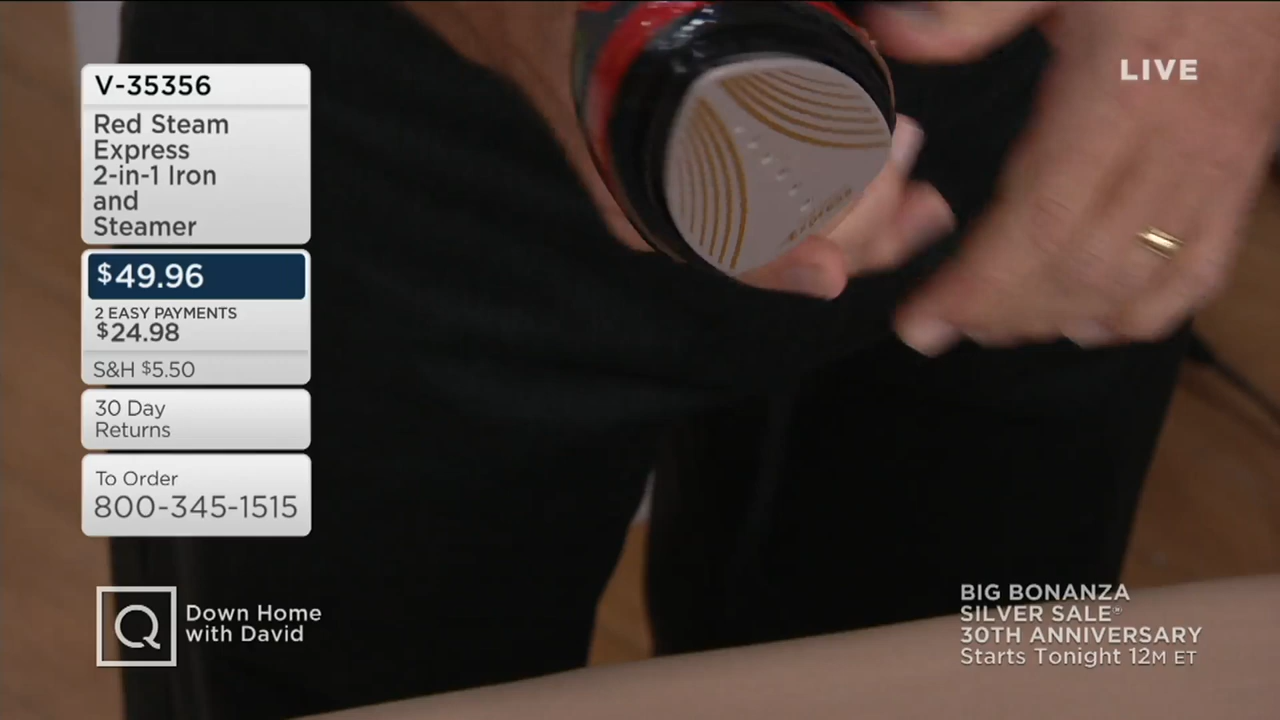 V-35356
Red Steam
Express
2-in-1 Iron
and
Steamer
$49.96
2 EASY PAYMENTS
$24.98
S&H $5.50
30 Day
Returns
To Order
800-345-1515
Q
Down Home
with David
LIVE
BIG BONANZA
SILVER SALE
30TH ANNIVERSARY
Starts Tonight 12M ET